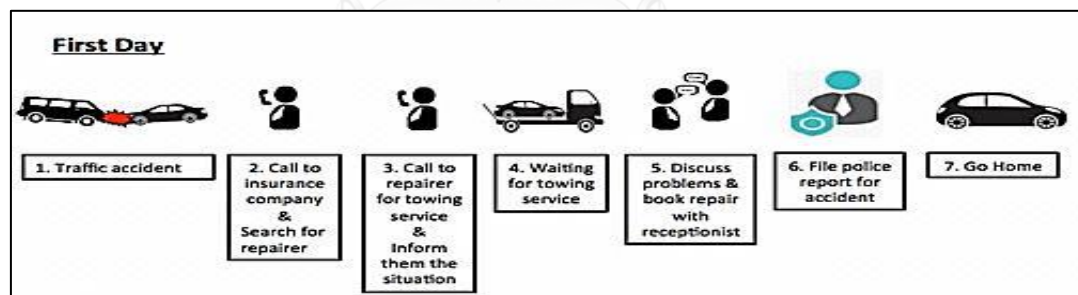 First Day
1. Traffic accident
2. Call to
insurance
company
&
Search for
repairer
3. Call to
repairer
for towing
service
&
Inform
them the
situation
4. Waiting
for towing
service
5. Discuss
problems &
book repair
with
receptionist
6. File police
report for
accident
7. Go Home